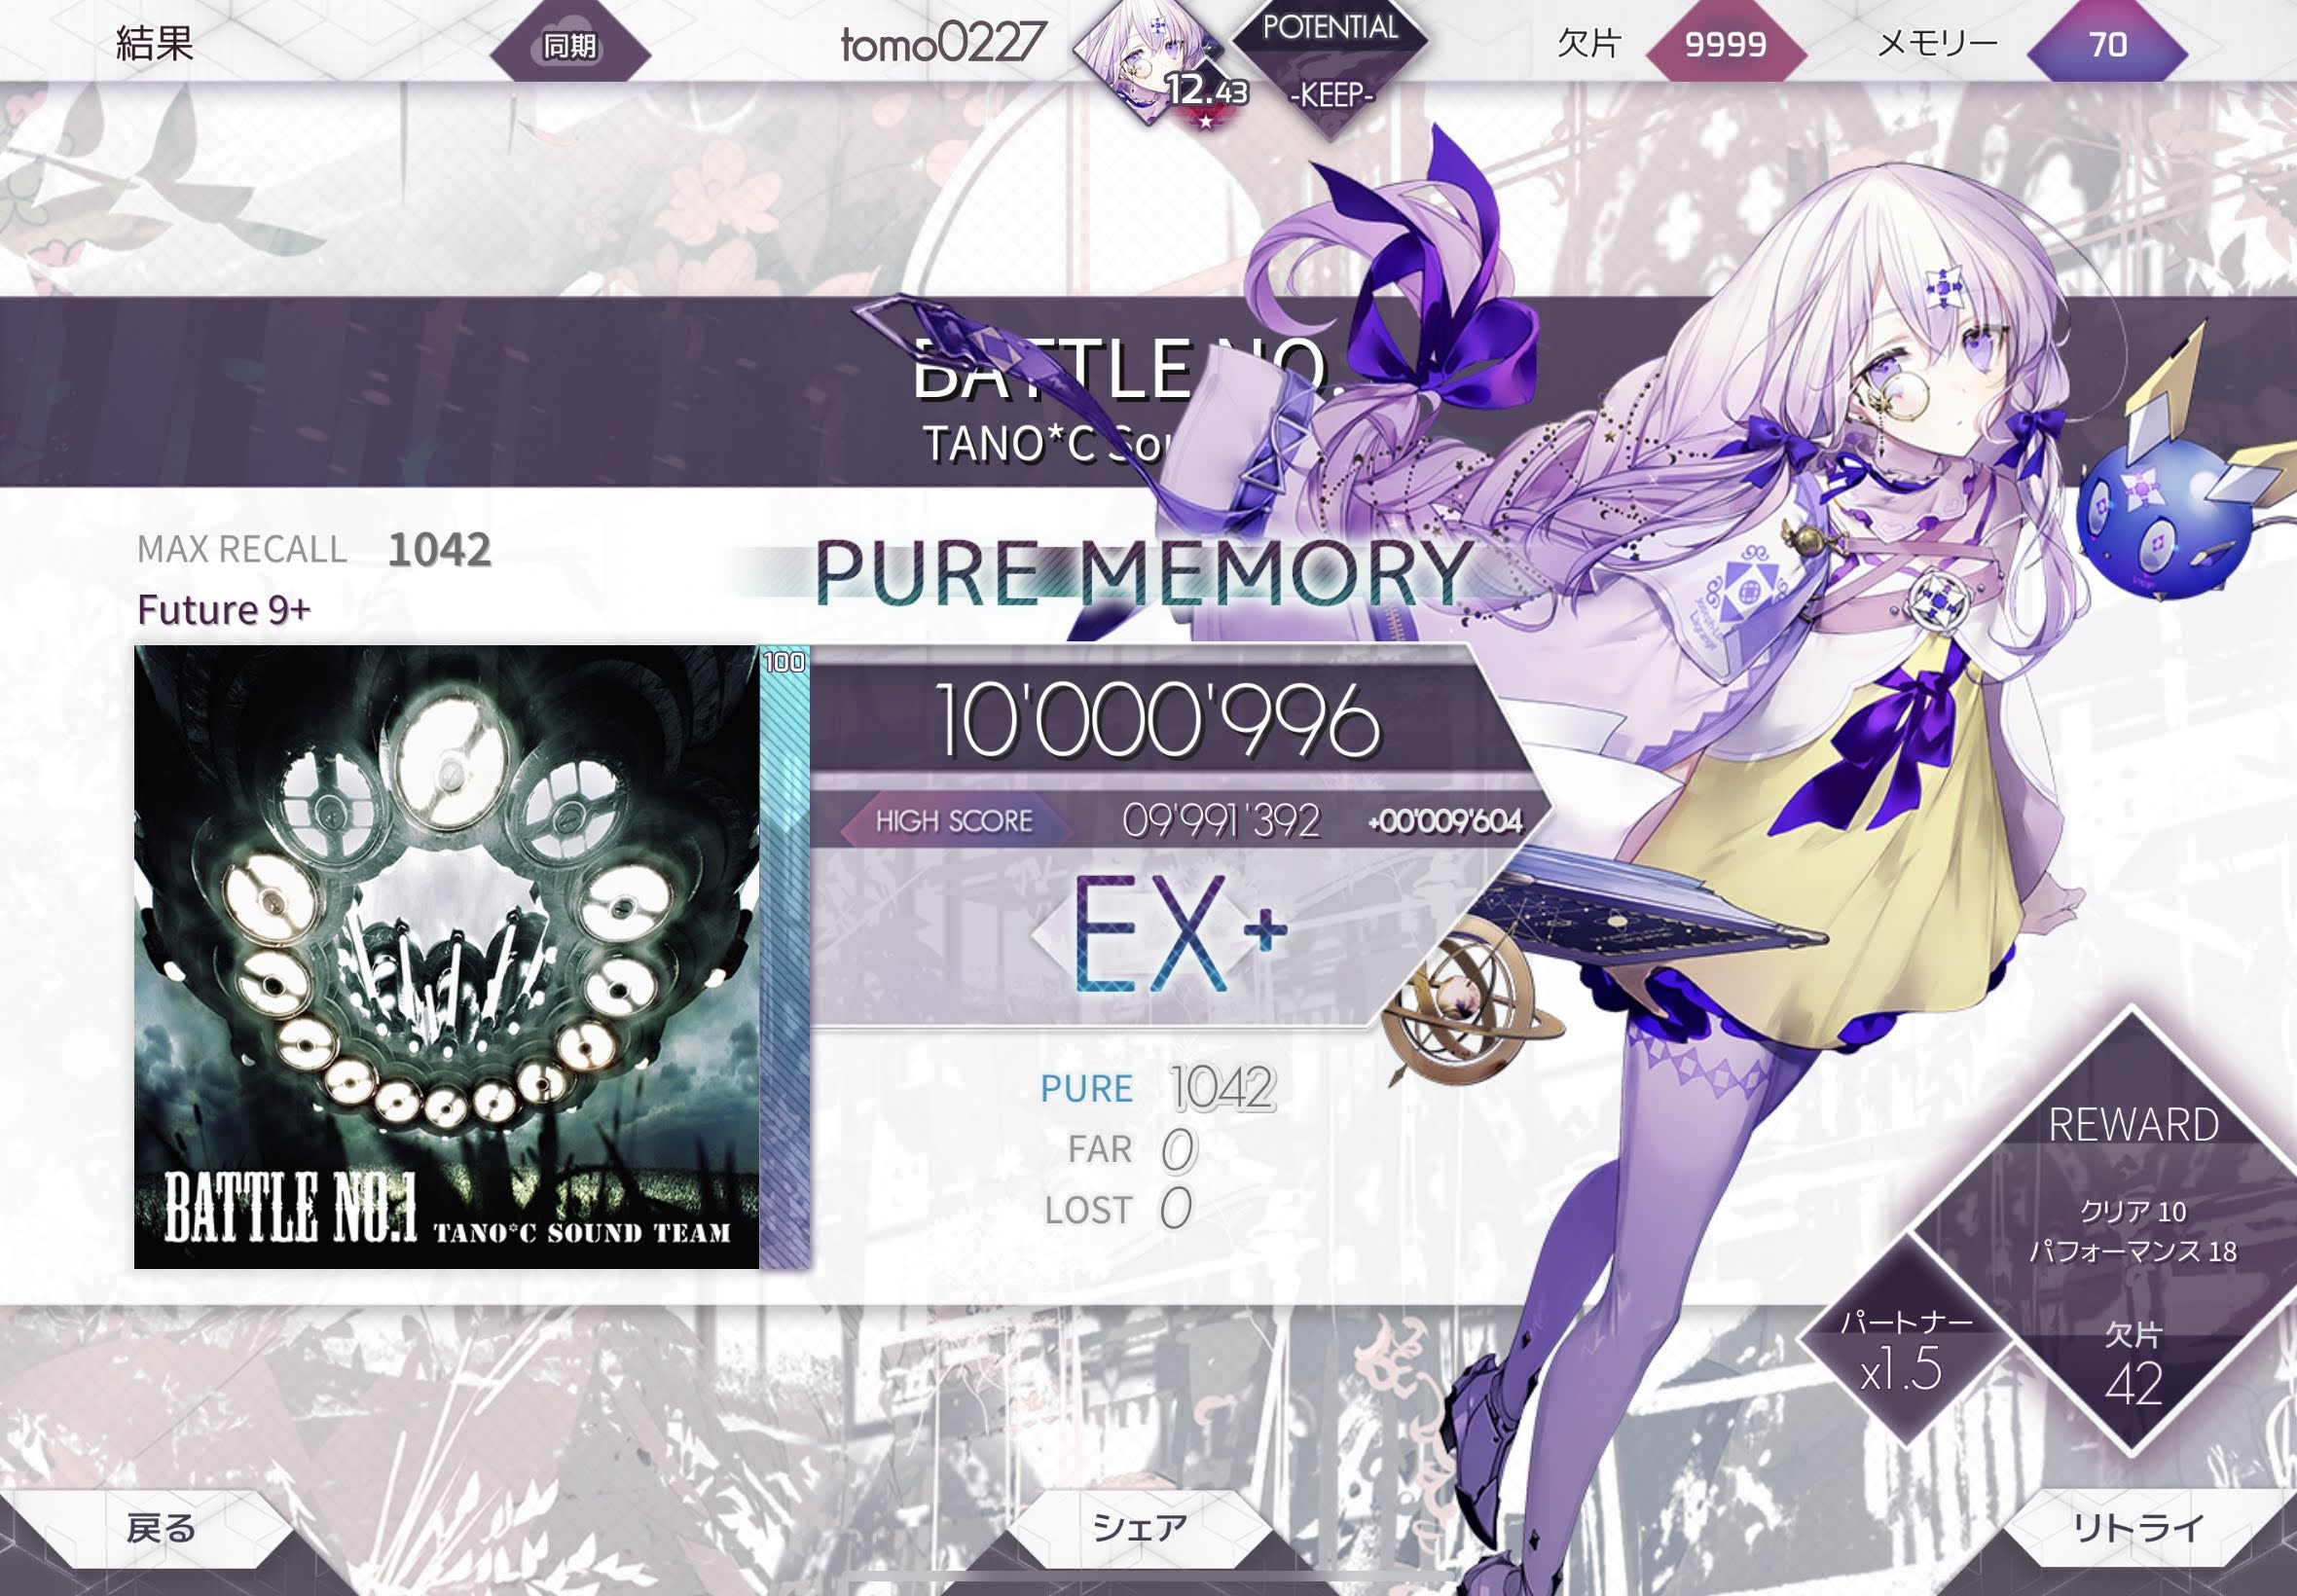 結果
同期
tomo0227
12.43
POTENTIAL
-KEEP-
欠片
9999
メモリー
70
BATTLE NO.
TANO*C Sou
MAX RECALL 1042
Future 9+
PURE MEMORY
100
10'000'996
HIGH SCORE 09'991'392 +00'009'604
EX+
BATTLE NO.1 TANO*C SOUND TEAM
PURE 1042
FAR 0
LOST 0
REWARD
クリア 10
パフォーマンス 18
欠片
42
パートナー
x1.5
戻る
シェア
リトライ